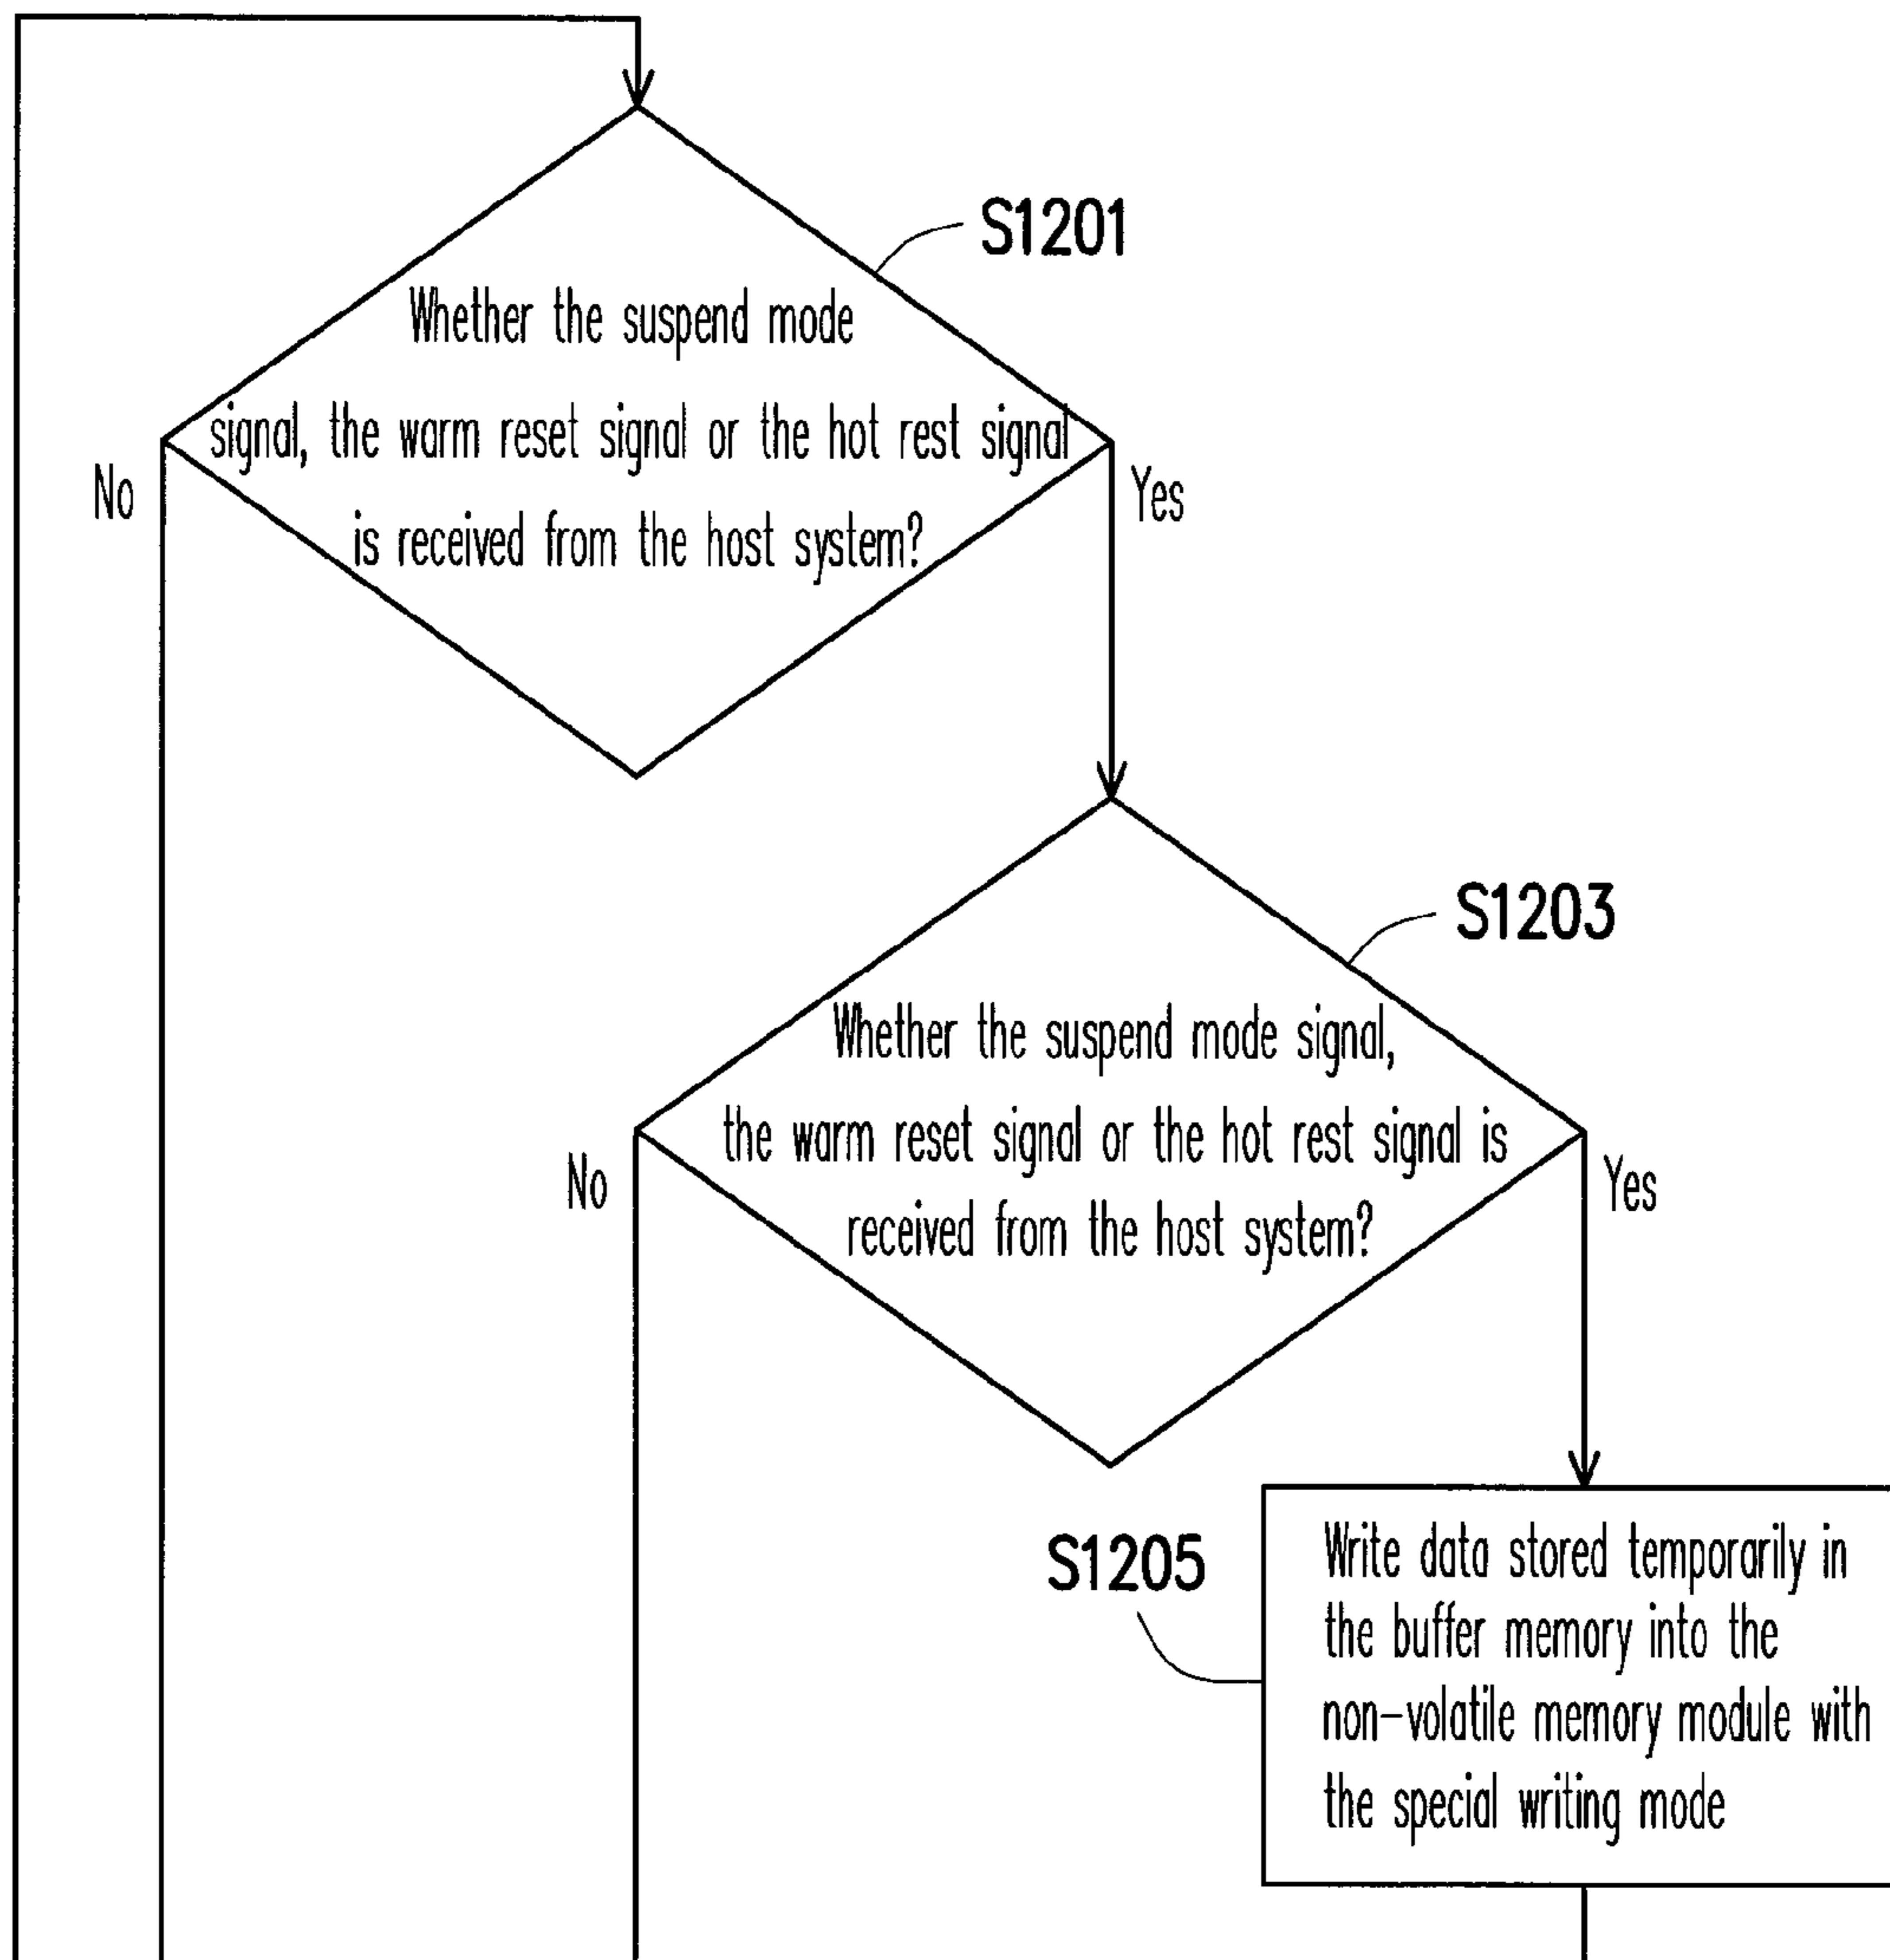 S1201
Whether the suspend mode
signal, the warm reset signal or the hot rest signal
is received from the host system?
No
Yes
S1203
Whether the suspend mode signal,
the warm reset signal or the hot rest signal is
received from the host system?
No
Yes
S1205
Write data stored temporarily in
the buffer memory into the
non-volatile memory module with
the special writing mode